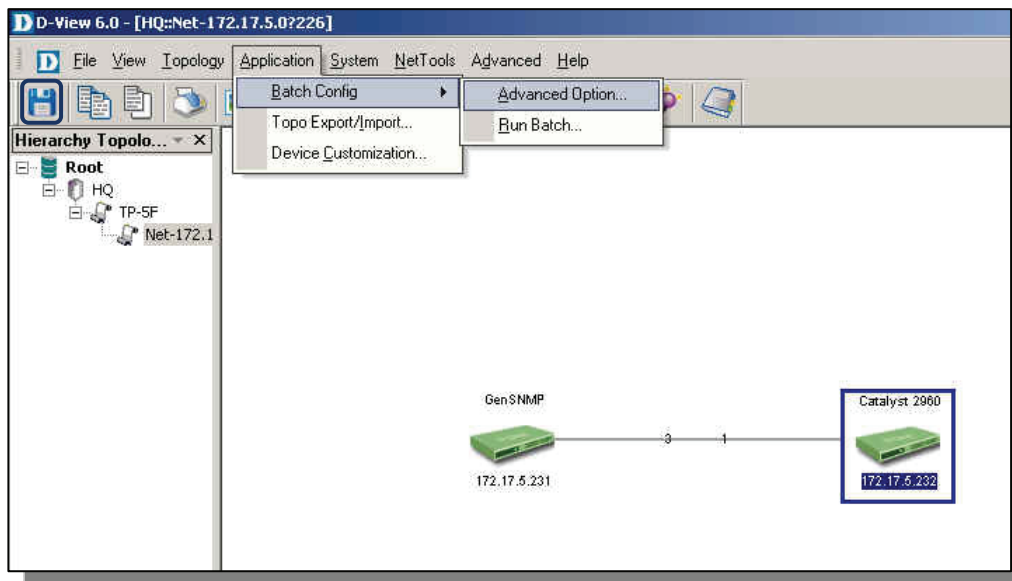 D-View 6.0 - [HQ::Net-172.17.5.0?226]
File View Topology Application System NetTools Advanced Help
Batch Config
Advanced Option...
Topo Export/Import...
Run Batch...
Device Customization...
Hierarchy Topolo...
Root
HQ
TP-5F
Net-172.1
GenSNMP
Catalyst 2960
3 1
172.17.5.231
172.17.5.232